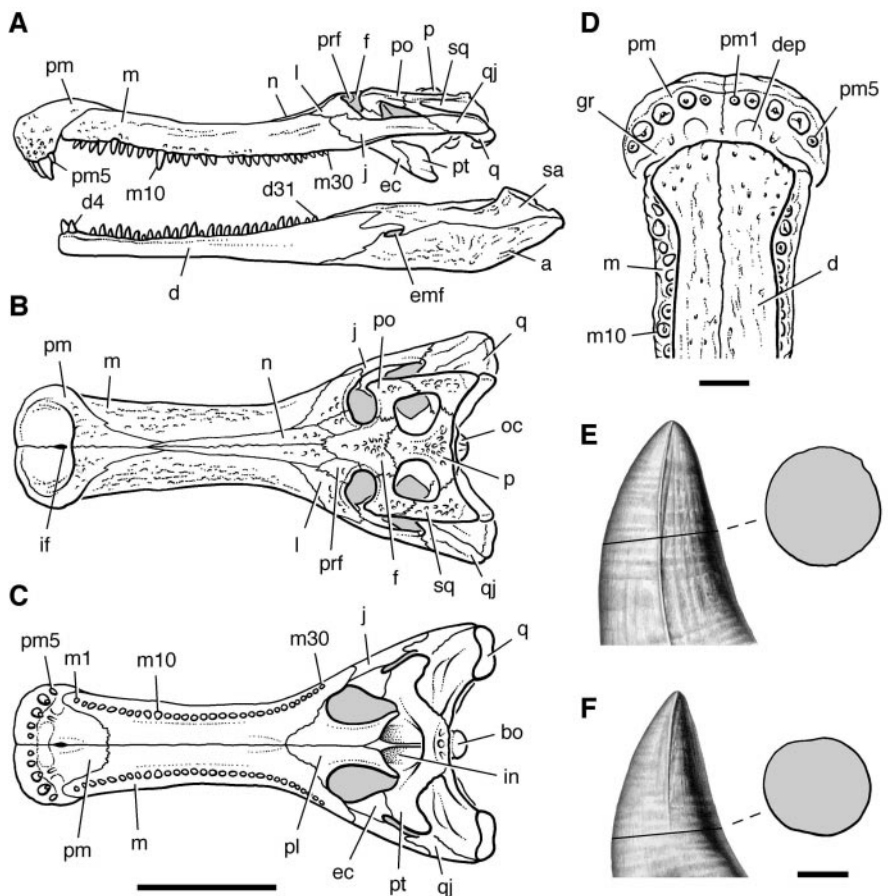 A
pm
m
n
l
prf
f
po
p
sq
qj
q
pm5
d4
m10
d31
m30
j
ec
pt
sa
d
emf
a
B
pm
m
n
j
po
q
oc
p
if
l
prf
f
sq
qj
C
pm5
m1
m10
m30
j
q
bo
in
pm
m
pl
ec
pt
qj
D
pm
pm1
dep
gr
pm5
m
d
m10
E
F